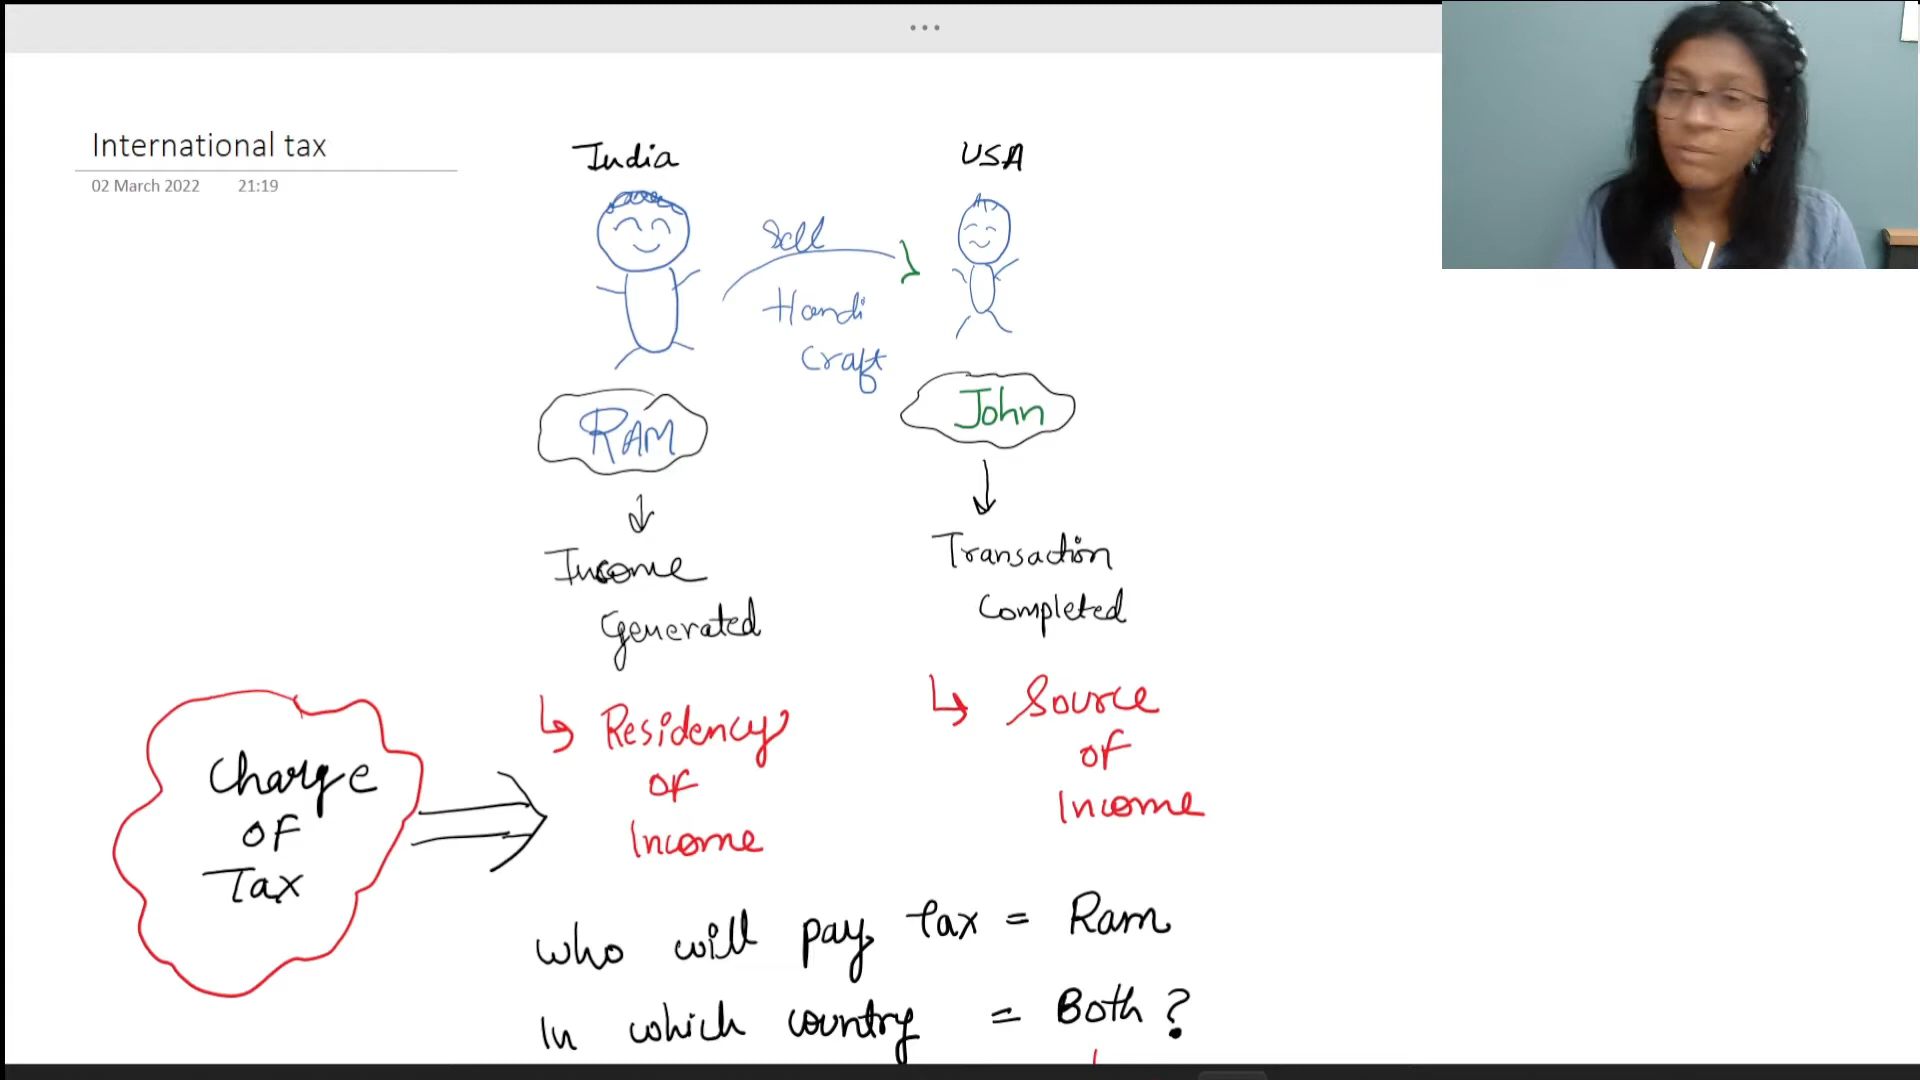 International tax
02 March 2022 21:19
India
USA
Sell
Handi
craft
RAM
John
Income
Generated
Transaction
Completed
Residency
of
Income
Source
of
Income
Charge
OF
Tax
who will pay tax = Ram
In which country = Both ?